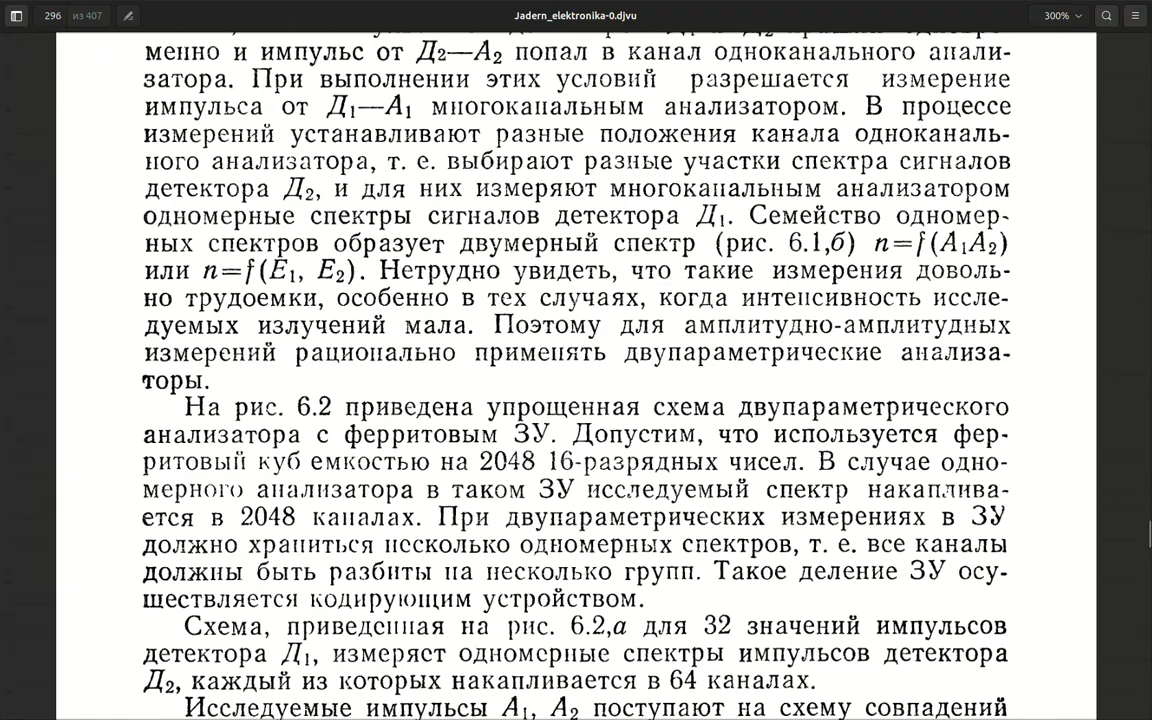 296
из 407
Jadern_elektronika-0.djvu
300%
менно и импульс от Д2—А2 попал в канал одноканального анали-
затора. При выполнении этих условий разрешается измерение
импульса от Д1—А1 многоканальным анализатором. В процессе
измерений устанавливают разные положения канала одноканаль-
ного анализатора, т. е. выбирают разные участки спектра сигналов
детектора Д2, и для них измеряют многоканальным анализатором
одномерные спектры сигналов детектора Д1. Семейство одномер-
ных спектров образует двумерный спектр (рис. 6.1,б) n=f(A1A2)
или n=f(E1, E2). Нетрудно увидеть, что такие измерения доволь-
но трудоемки, особенно в тех случаях, когда интенсивность иссле-
дуемых излучений мала. Поэтому для амплитудно-амплитудных
измерений рационально применять двупараметрические анализа-
торы.
На рис. 6.2 приведена упрощенная схема двупараметрического
анализатора с ферритовым ЗУ. Допустим, что используется фер-
ритовый куб емкостью на 2048 16-разрядных чисел. В случае одно-
мерного анализатора в таком ЗУ исследуемый спектр накаплива-
ется в 2048 каналах. При двупараметрических измерениях в ЗУ
должно храниться несколько одномерных спектров, т. е. все каналы
должны быть разбиты на несколько групп. Такое деление ЗУ осу-
ществляется кодирующим устройством.
Схема, приведенная на рис. 6.2,а для 32 значений импульсов
детектора Д1, измеряет одномерные спектры импульсов детектора
Д2, каждый из которых накапливается в 64 каналах.
Исследуемые импульсы А1, А2 поступают на схему совпадений